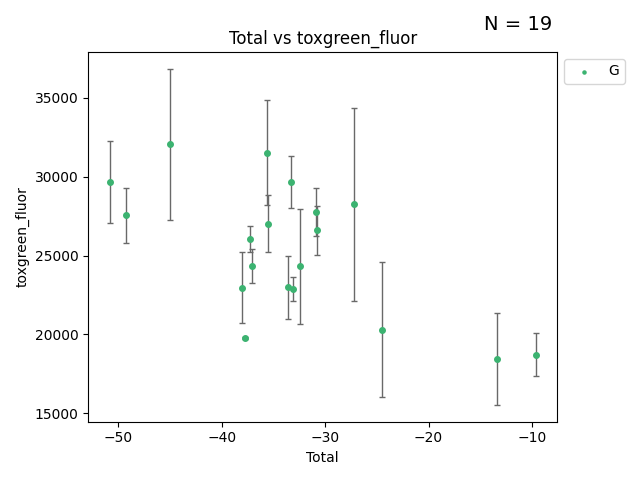 N = 19
Total vs toxgreen_fluor
G
35000
30000
25000
20000
15000
toxgreen_fluor
−50
−40
−30
−20
−10
Total